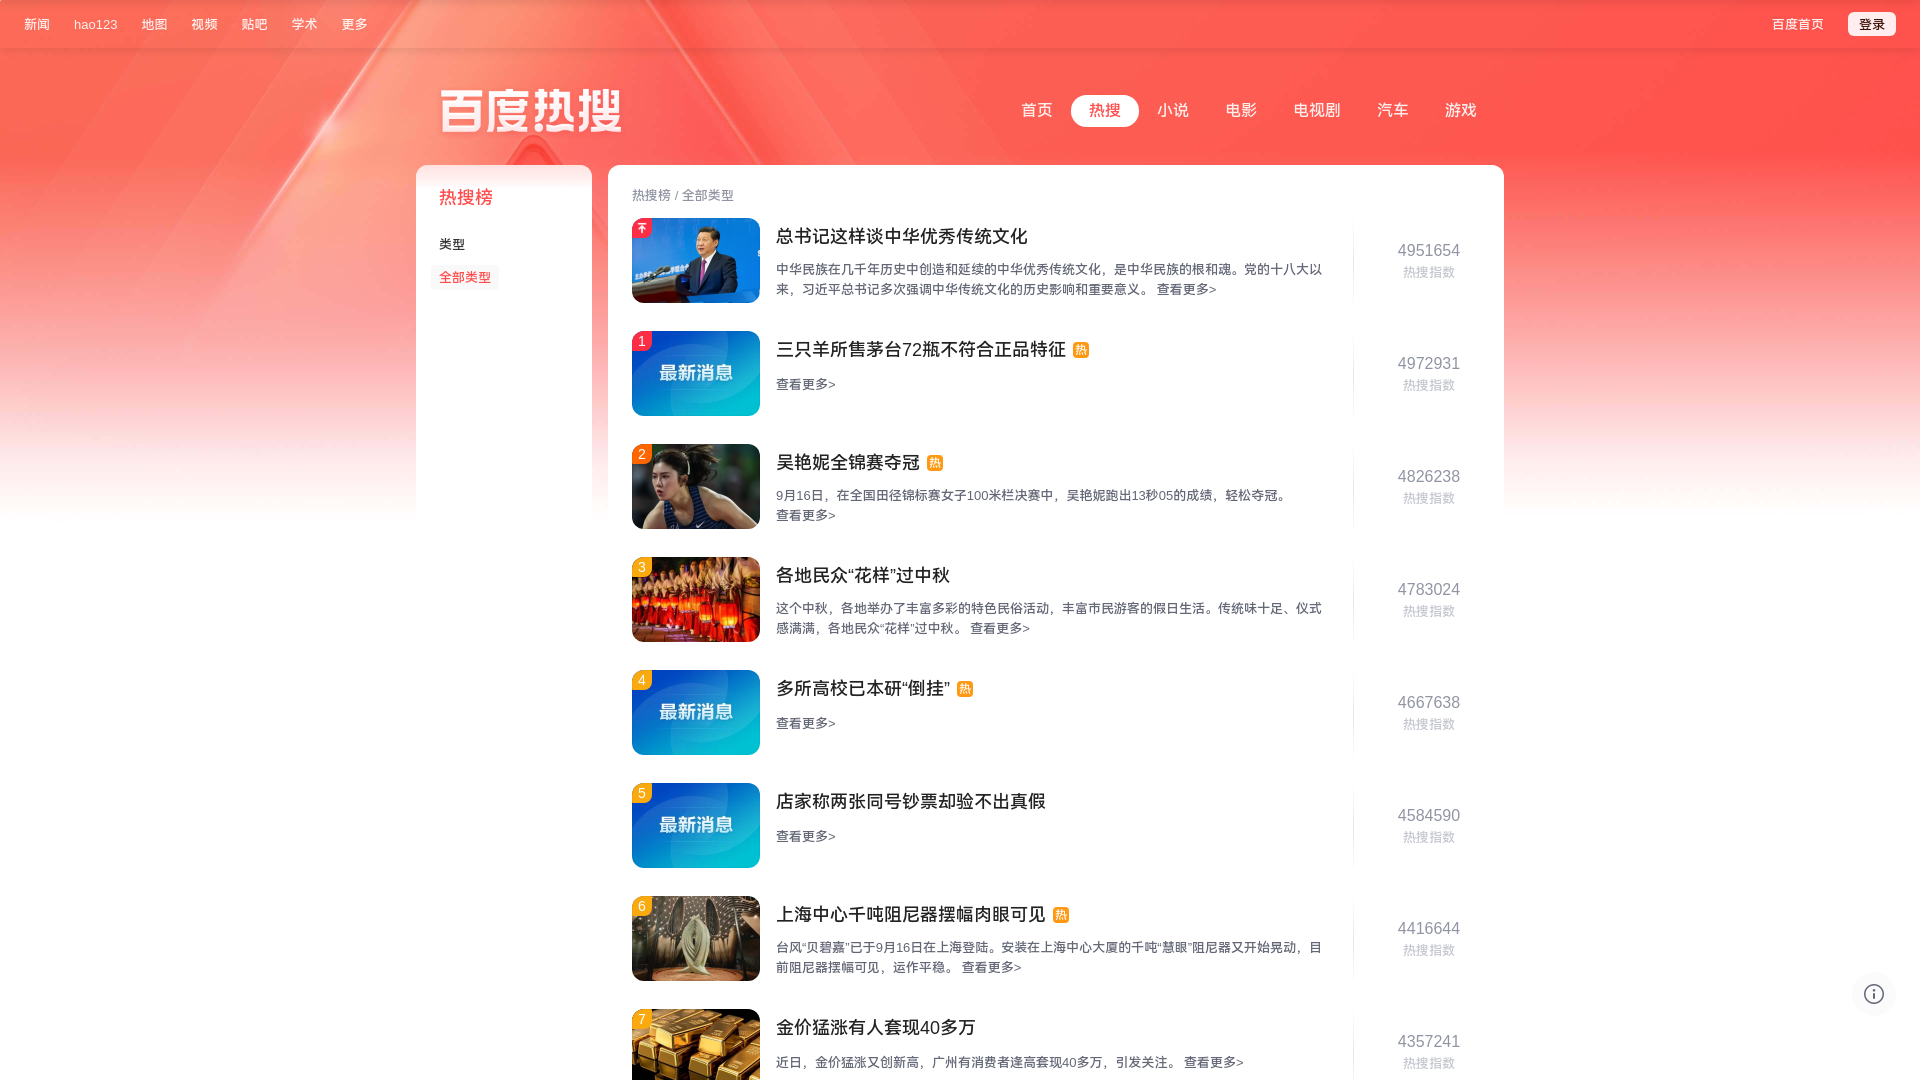 新闻 hao123 地图 视频 贴吧 学术 更多 百度首页 登录
百度热搜
首页 热搜 小说 电影 电视剧 汽车 游戏
热搜榜
类型
全部类型
热搜榜 / 全部类型
总书记这样谈中华优秀传统文化
中华民族在几千年历史中创造和延续的中华优秀传统文化，是中华民族的根和魂。党的十八大以
来，习近平总书记多次强调中华传统文化的历史影响和重要意义。 查看更多>
4951654
热搜指数
1
最新消息
三只羊所售茅台72瓶不符合正品特征 热
查看更多>
4972931
热搜指数
2
吴艳妮全锦赛夺冠 热
9月16日，在全国田径锦标赛女子100米栏决赛中，吴艳妮跑出13秒05的成绩，轻松夺冠。
查看更多>
4826238
热搜指数
3
各地民众“花样”过中秋
这个中秋，各地举办了丰富多彩的特色民俗活动，丰富市民游客的假日生活。传统味十足、仪式
感满满，各地民众“花样”过中秋。 查看更多>
4783024
热搜指数
4
最新消息
多所高校已本研“倒挂” 热
查看更多>
4667638
热搜指数
5
最新消息
店家称两张同号钞票却验不出真假
查看更多>
4584590
热搜指数
6
上海中心千吨阻尼器摆幅肉眼可见 热
台风“贝碧嘉”已于9月16日在上海登陆。安装在上海中心大厦的千吨“慧眼”阻尼器又开始晃动，目
前阻尼器摆幅可见，运作平稳。 查看更多>
4416644
热搜指数
7
金价猛涨有人套现40多万
近日，金价猛涨又创新高，广州有消费者逢高套现40多万，引发关注。 查看更多>
4357241
热搜指数